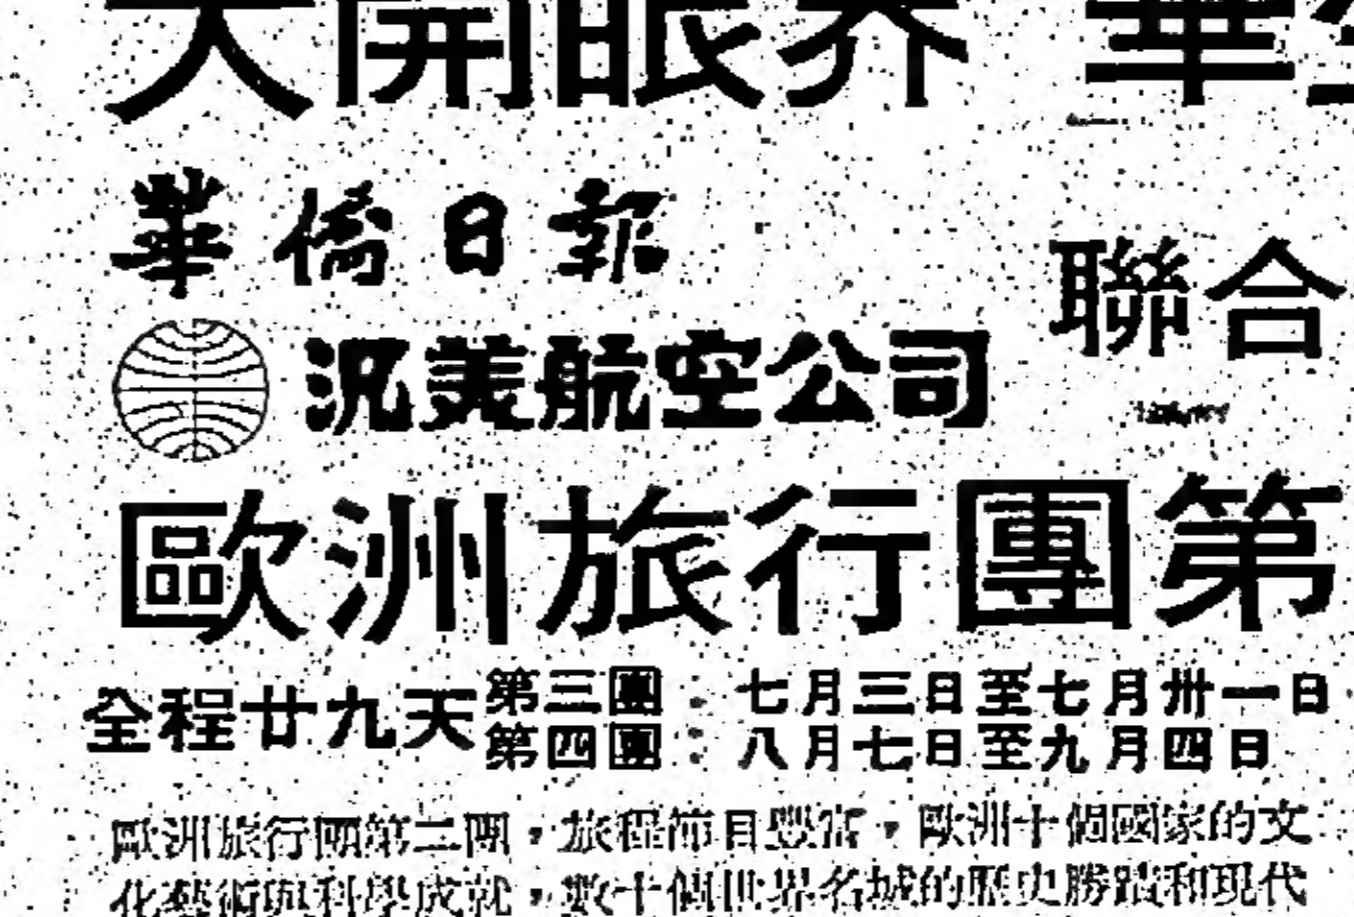 大開眼界 華
華僑日報
聯合
汎美航空公司
歐洲旅行團第
全程廿九天
第三團：七月三日至七月卅一日
第四團：八月七日至九月四日
歐洲旅行團第二團，旅程節目豐富，歐洲十個國家的文
化藝術與科學成就，數十個世界名城的歷史勝蹟和現代